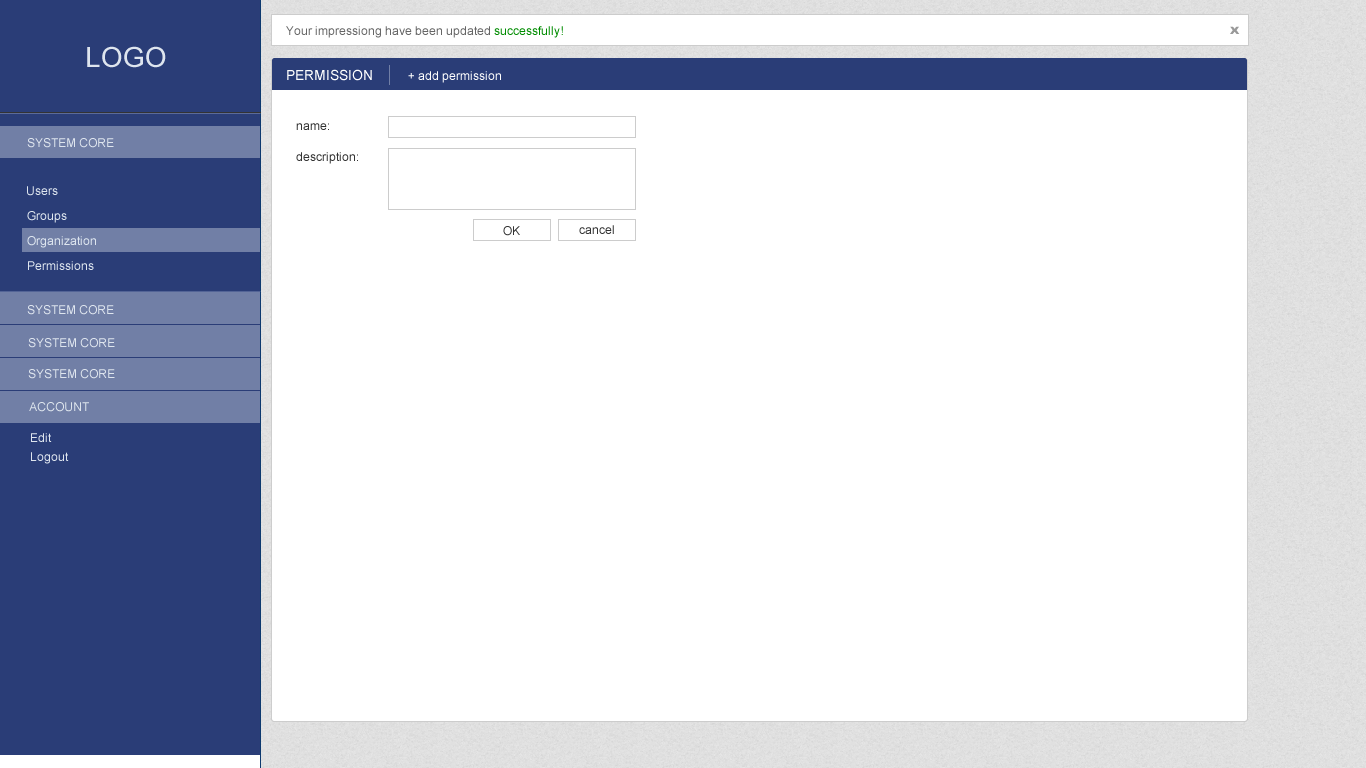 LOGO
SYSTEM CORE
Users
Groups
Organization
Permissions
SYSTEM CORE
SYSTEM CORE
SYSTEM CORE
ACCOUNT
Edit
Logout
Your impressiong have been updated successfully!
x
PERMISSION
+ add permission
name:
description:
OK cancel